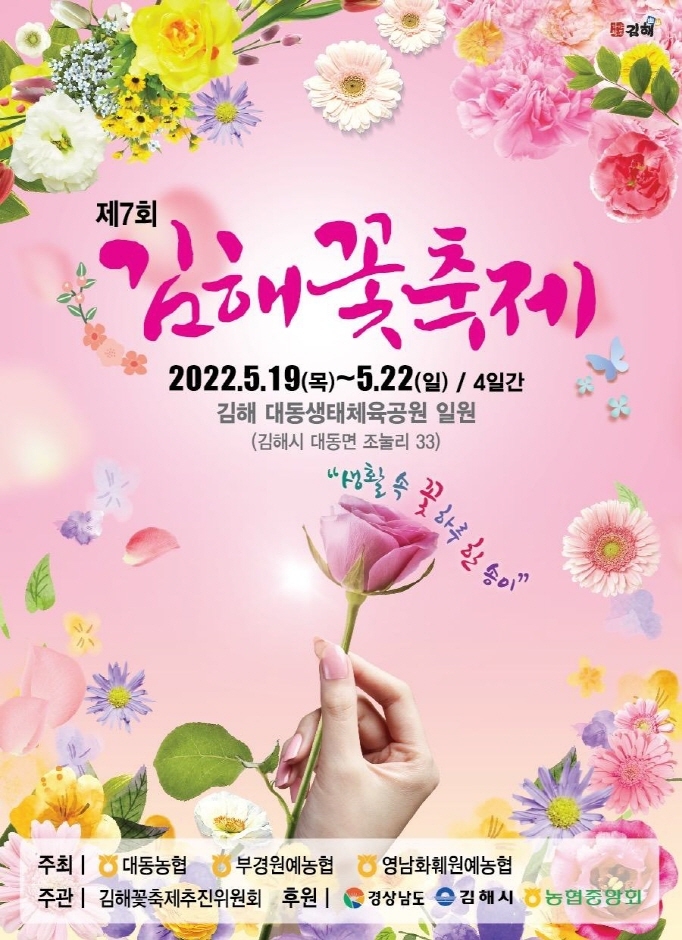 김해
제7회
김해꽃축제
2022.5.19(목)~5.22(일) / 4일간
김해 대동생태체육공원 일원
(김해시 대동면 조눌리 33)
“생활 속 꽃 하루 한 송이”
주최 | 대동농협 부경원예농협 영남화훼원예농협
주관 | 김해꽃축제추진위원회 후원 | 경상남도 김해시 농협중앙회